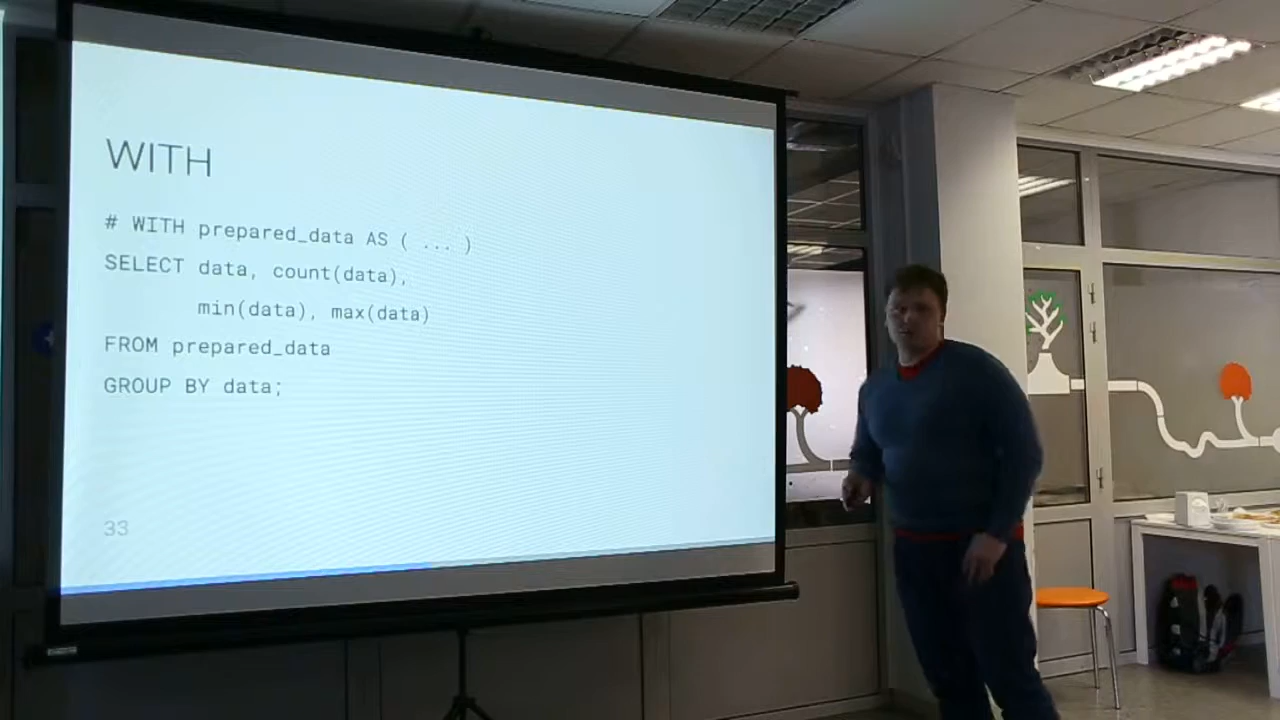 WITH
# WITH prepared_data AS ( ... )
SELECT data, count(data),
min(data), max(data)
FROM prepared_data
GROUP BY data;
33